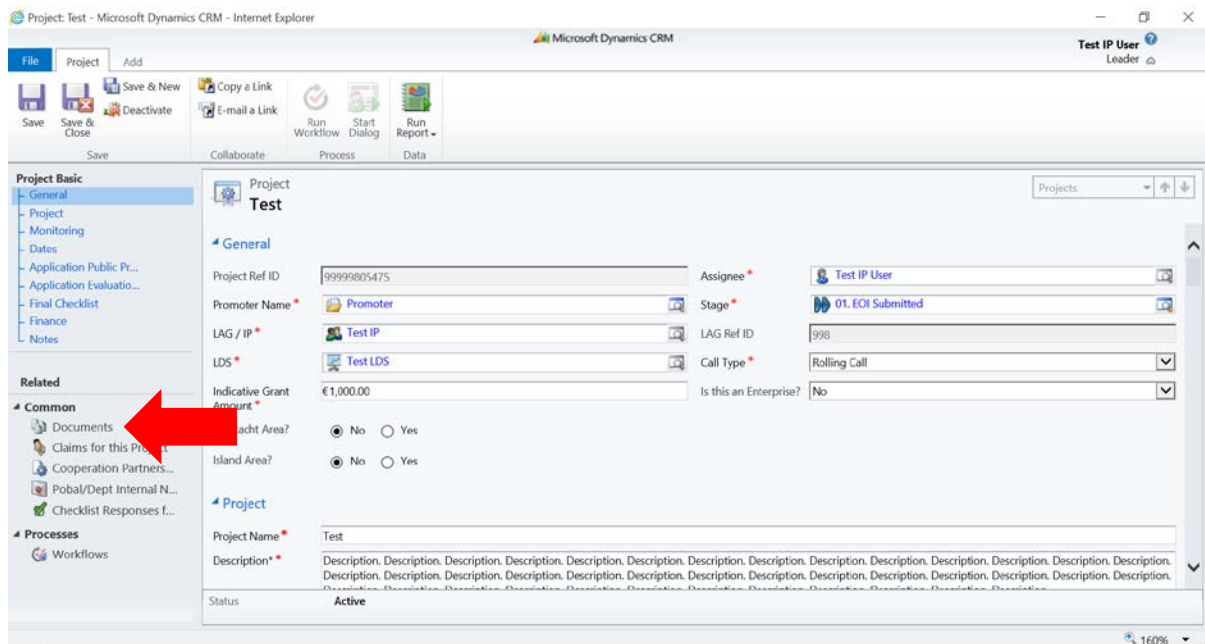 Project: Test - Microsoft Dynamics CRM - Internet Explorer
Microsoft Dynamics CRM
Test IP User
Leader
File Project Add
Save
Save & Close
Save & New
Deactivate
Save
Copy a Link
E-mail a Link
Collaborate
Run Workflow
Start Dialog
Process
Run Report
Data
Project Basic
General
Project
Monitoring
Dates
Application Public Pr...
Application Evaluatio...
Final Checklist
Finance
Notes
Related
Common
Documents
Claims for this Project
Cooperation Partners...
Pobal/Dept Internal N...
Checklist Responses f...
Processes
Workflows
Project
Test
Projects
General
Project Ref ID 99999805475 Assignee* Test IP User
Promoter Name* Promoter Stage* 01. EOI Submitted
LAG / IP* Test IP LAG Ref ID 998
LDS* Test LDS Call Type* Rolling Call
Indicative Grant Amount* €1,000.00 Is this an Enterprise? No
Area? No Yes
Island Area? No Yes
Project
Project Name* Test
Description** Description. Description. Description. Description. Description. Description. Description. Description. Description. Description. Description. Description. Description. Description.
Description. Description. Description. Description. Description. Description. Description. Description. Description. Description. Description. Description. Description. Description.
Status Active
160%